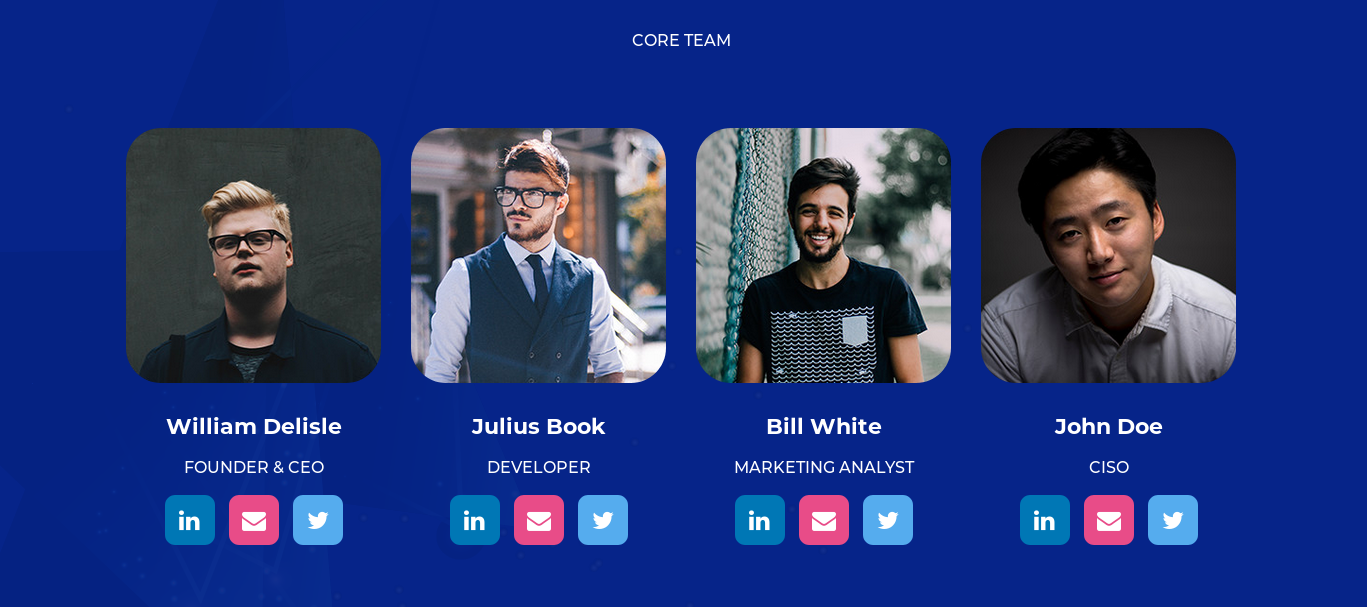 CORE TEAM
William Delisle
FOUNDER & CEO
in
Julius Book
DEVELOPER
in
Bill White
MARKETING ANALYST
in
John Doe
CISO
in